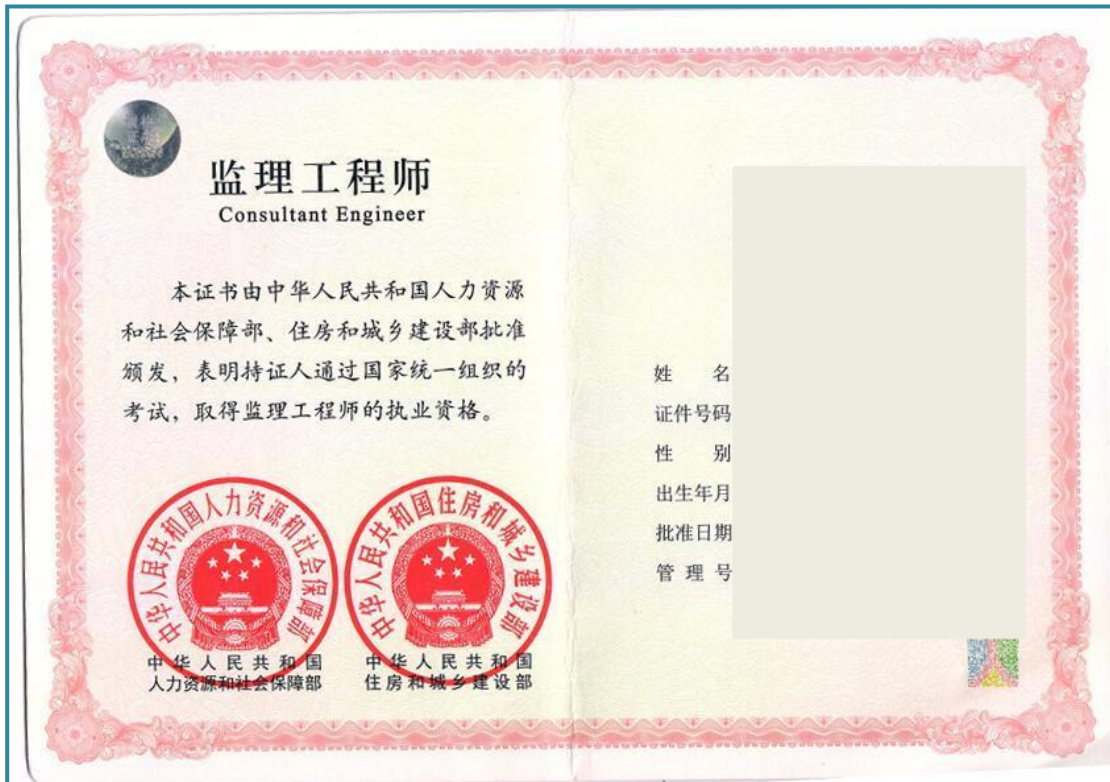 监理工程师
Consultant Engineer
本证书由中华人民共和国人力资源
和社会保障部、住房和城乡建设部批准
颁发，表明持证人通过国家统一组织的
考试，取得监理工程师的执业资格。
中华人民共和国人力资源和社会保障部
中华人民共和国住房和城乡建设部
中华人民共和国
人力资源和社会保障部
中华人民共和国
住房和城乡建设部
姓名
证件号码
性别
出生年月
批准日期
管理号